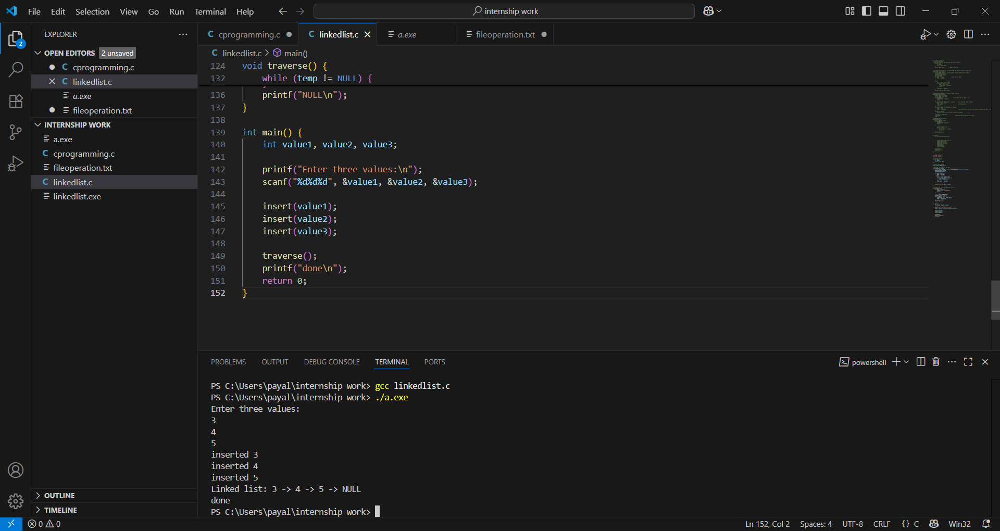 File Edit Selection View Go Run Terminal Help
internship work
EXPLORER
OPEN EDITORS 2 unsaved
C cprogramming.c
C linkedlist.c
a.exe
fileoperation.txt
INTERNSHIP WORK
a.exe
C cprogramming.c
fileoperation.txt
C linkedlist.c
linkedlist.exe
OUTLINE
TIMELINE
2
C cprogramming.c C linkedlist.c a.exe fileoperation.txt
C linkedlist.c > main()
124 void traverse() {
132 while (temp != NULL) {
136 printf("NULL\n");
137 }
138
139 int main() {
140 int value1, value2, value3;
141
142 printf("Enter three values:\n");
143 scanf("%d%d%d", &value1, &value2, &value3);
144
145 insert(value1);
146 insert(value2);
147 insert(value3);
148
149 traverse();
150 printf("done\n");
151 return 0;
152 }
PROBLEMS OUTPUT DEBUG CONSOLE TERMINAL PORTS
powershell
PS C:\Users\payal\internship work> gcc linkedlist.c
PS C:\Users\payal\internship work> ./a.exe
Enter three values:
3
4
5
inserted 3
inserted 4
inserted 5
Linked list: 3 -> 4 -> 5 -> NULL
done
PS C:\Users\payal\internship work>
0 0
Ln 152, Col 2 Spaces: 4 UTF-8 CRLF {} C Win32